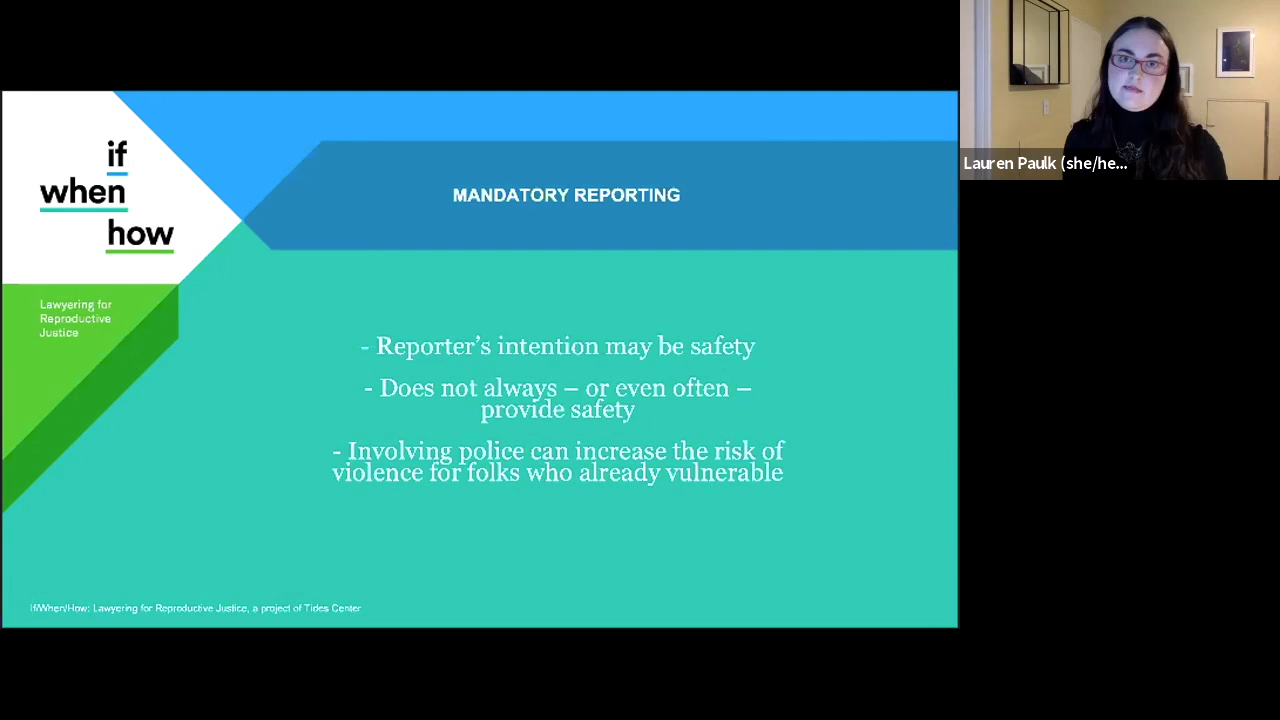 if
when
how
Lawyering for
Reproductive
Justice
MANDATORY REPORTING
- Reporter’s intention may be safety
- Does not always – or even often –
provide safety
- Involving police can increase the risk of
violence for folks who already vulnerable
If/When/How: Lawyering for Reproductive Justice, a project of Tides Center
Lauren Paulk (she/he...